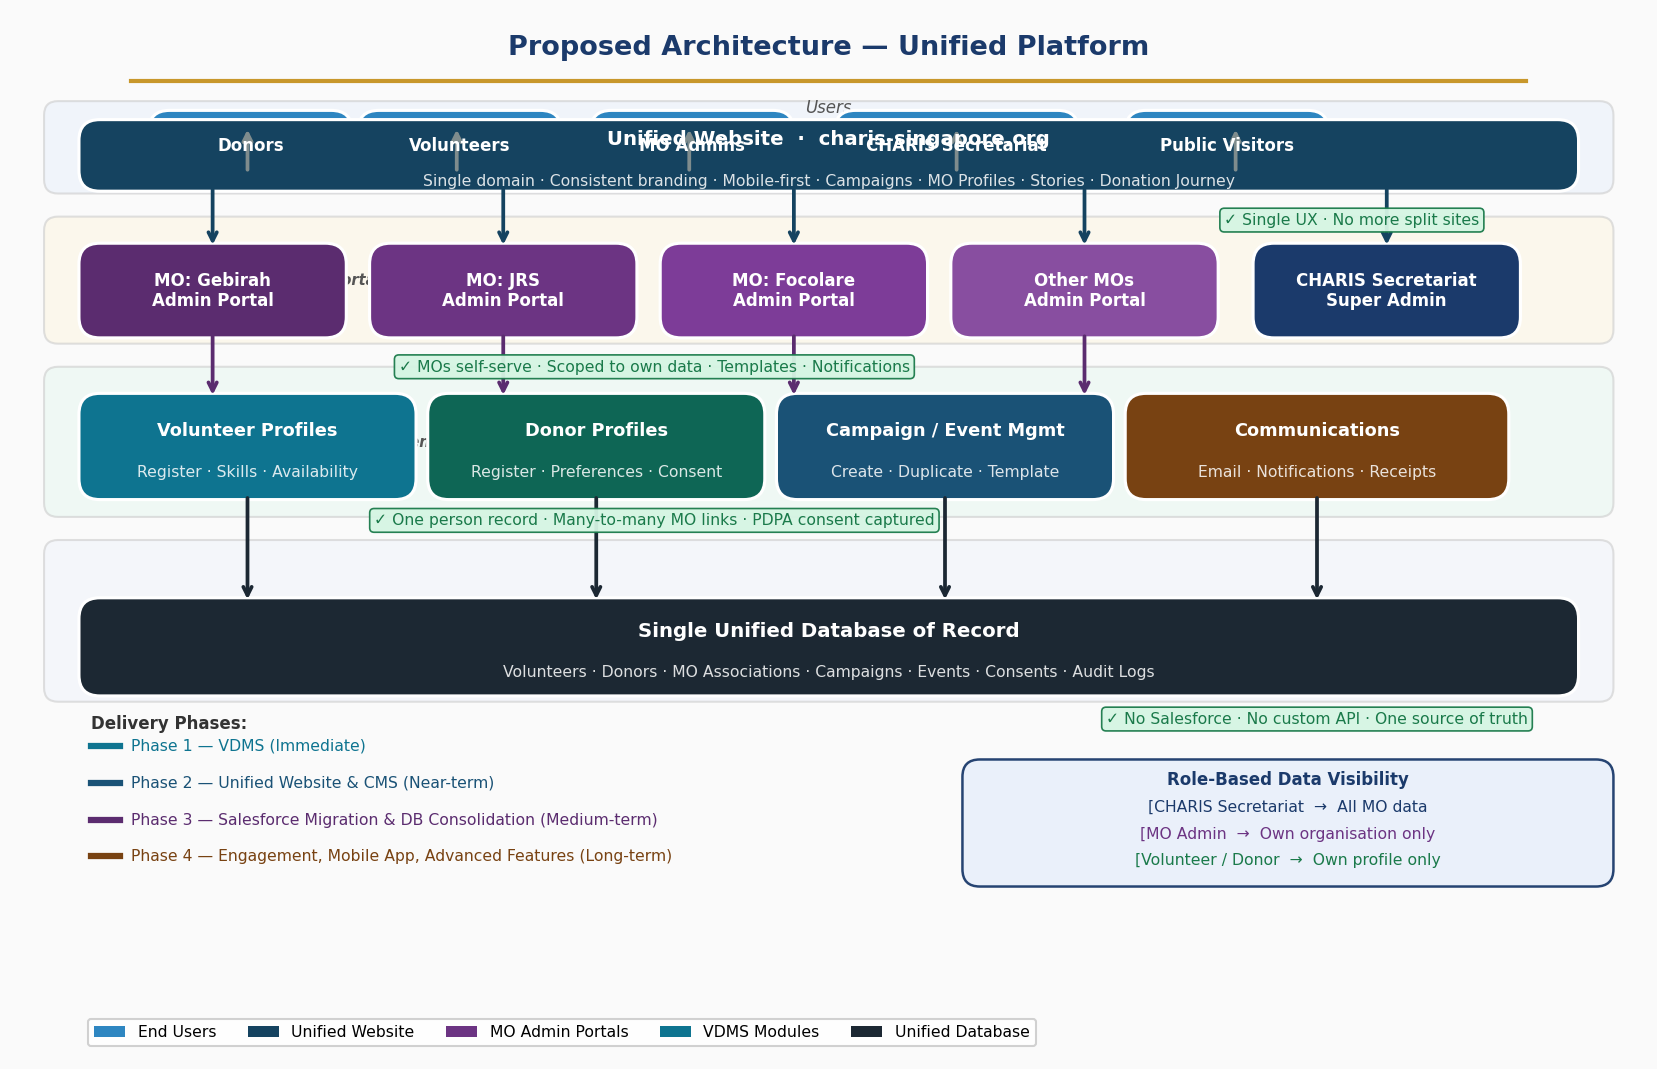 Proposed Architecture — Unified Platform
Users
Unified Website · charis-singapore.org
Donors
Volunteers
MO Admins
CHARIS Secretariat
Public Visitors
Single domain · Consistent branding · Mobile-first · Campaigns · MO Profiles · Stories · Donation Journey
✓ Single UX · No more split sites
MO: Gebirah
Admin Portal
MO: JRS
Admin Portal
MO: Focolare
Admin Portal
Other MOs
Admin Portal
CHARIS Secretariat
Super Admin
✓ MOs self-serve · Scoped to own data · Templates · Notifications
Volunteer Profiles
Register · Skills · Availability
Donor Profiles
Register · Preferences · Consent
Campaign / Event Mgmt
Create · Duplicate · Template
Communications
Email · Notifications · Receipts
✓ One person record · Many-to-many MO links · PDPA consent captured
Single Unified Database of Record
Volunteers · Donors · MO Associations · Campaigns · Events · Consents · Audit Logs
✓ No Salesforce · No custom API · One source of truth
Delivery Phases:
Phase 1 — VDMS (Immediate)
Phase 2 — Unified Website & CMS (Near-term)
Phase 3 — Salesforce Migration & DB Consolidation (Medium-term)
Phase 4 — Engagement, Mobile App, Advanced Features (Long-term)
Role-Based Data Visibility
[CHARIS Secretariat → All MO data
[MO Admin → Own organisation only
[Volunteer / Donor → Own profile only
End Users
Unified Website
MO Admin Portals
VDMS Modules
Unified Database